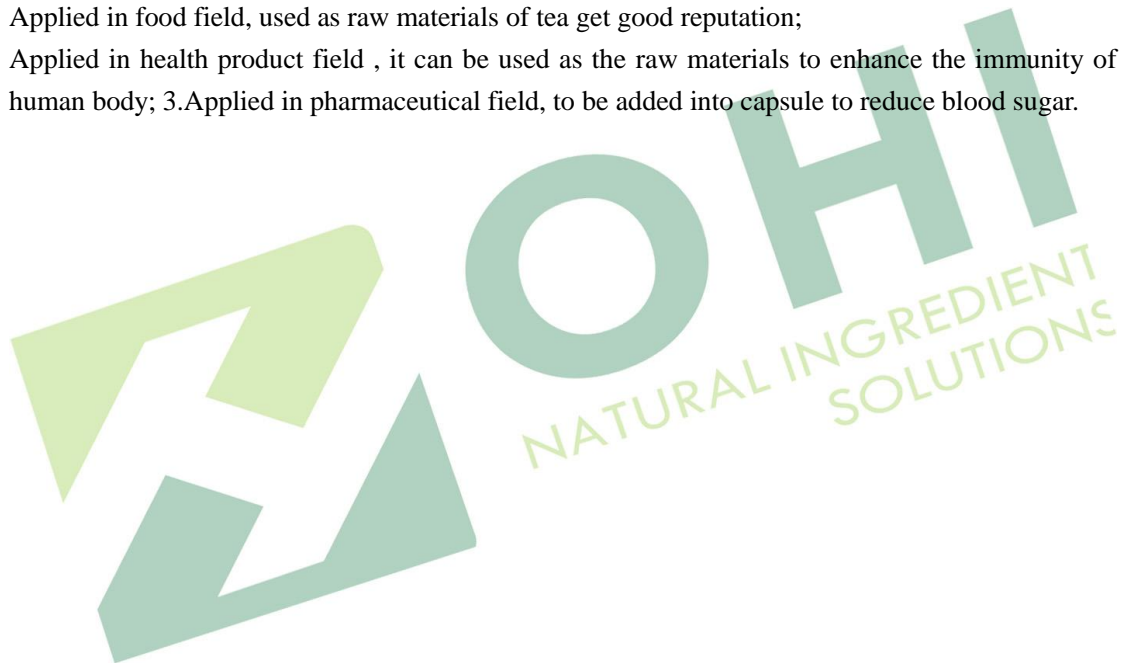 Applied in food field, used as raw materials of tea get good reputation;
Applied in health product field , it can be used as the raw materials to enhance the immunity of
human body; 3.Applied in pharmaceutical field, to be added into capsule to reduce blood sugar.
OHI
NATURAL INGREDIENT
SOLUTIONS